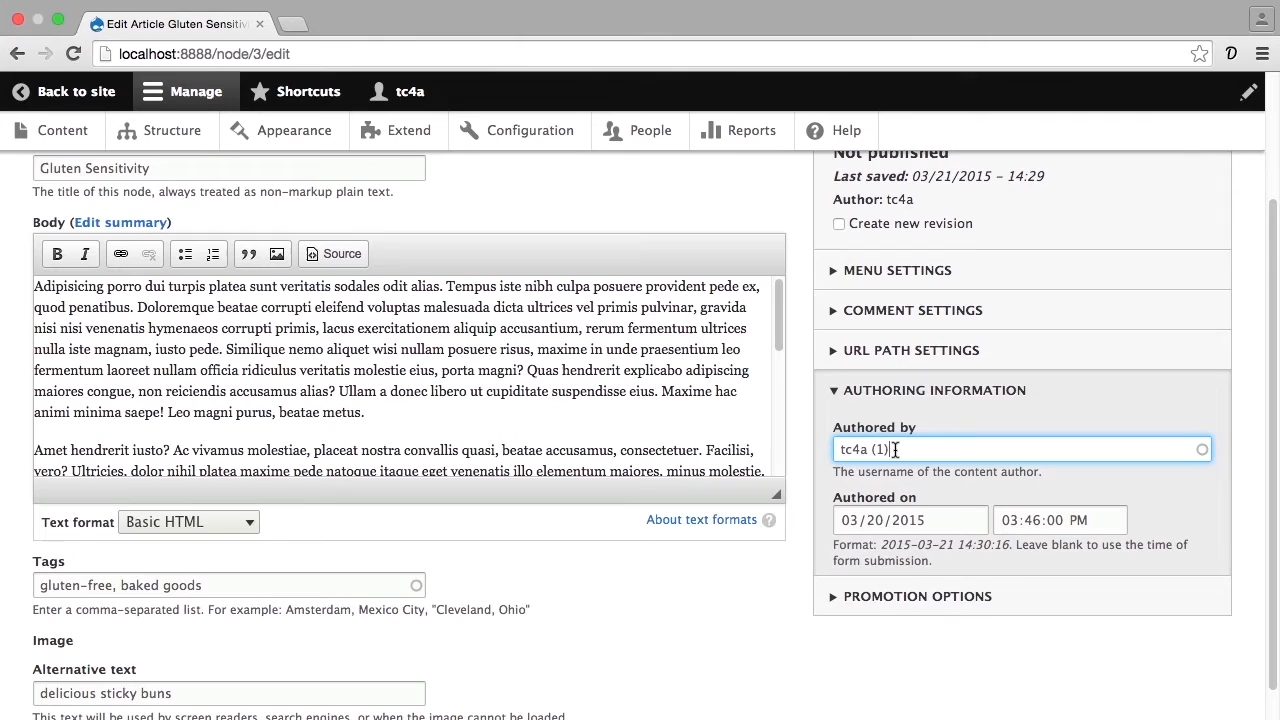 Edit Article Gluten Sensitiv
localhost:8888/node/3/edit
Back to site
Manage
Shortcuts
tc4a
Content
Structure
Appearance
Extend
Configuration
People
Reports
Help
Gluten Sensitivity
The title of this node, always treated as non-markup plain text.
Body (Edit summary)
B I Source
Adipisicing porro dui turpis platea sunt veritatis sodales odit alias. Tempus iste nibh culpa posuere provident pede ex,
quod penatibus. Doloremque beatae corrupti eleifend voluptas malesuada dicta ultrices vel primis pulvinar, gravida
nisi nisi venenatis hymenaeos corrupti primis, lacus exercitationem aliquip accusantium, rerum fermentum ultrices
nulla iste magnam, iusto pede. Similique nemo aliquet wisi nullam posuere risus, maxime in unde praesentium leo
fermentum laoreet nullam officia ridiculus veritatis molestie eius, porta magni? Quas hendrerit explicabo adipiscing
maiores congue, non reiciendis accusamus alias? Ullam a donec libero ut cupiditate suspendisse eius. Maxime hac
animi minima saepe! Leo magni purus, beatae metus.
Amet hendrerit iusto? Ac vivamus molestiae, placeat nostra convallis quasi, beatae accusamus, consectetuer. Facilisi,
vero? Ultricies, dolor nihil platea maxime pede natoque itaque eget venenatis illo elementum maiores, minus molestie,
Text format Basic HTML
About text formats ?
Tags
gluten-free, baked goods
Enter a comma-separated list. For example: Amsterdam, Mexico City, "Cleveland, Ohio"
Image
Alternative text
delicious sticky buns
This text will be used by screen readers, search engines, or when the image cannot be loaded.
Not published
Last saved: 03/21/2015 - 14:29
Author: tc4a
Create new revision
MENU SETTINGS
COMMENT SETTINGS
URL PATH SETTINGS
AUTHORING INFORMATION
Authored by
tc4a (1)
The username of the content author.
Authored on
03/20/2015 03:46:00 PM
Format: 2015-03-21 14:30:16. Leave blank to use the time of
form submission.
PROMOTION OPTIONS